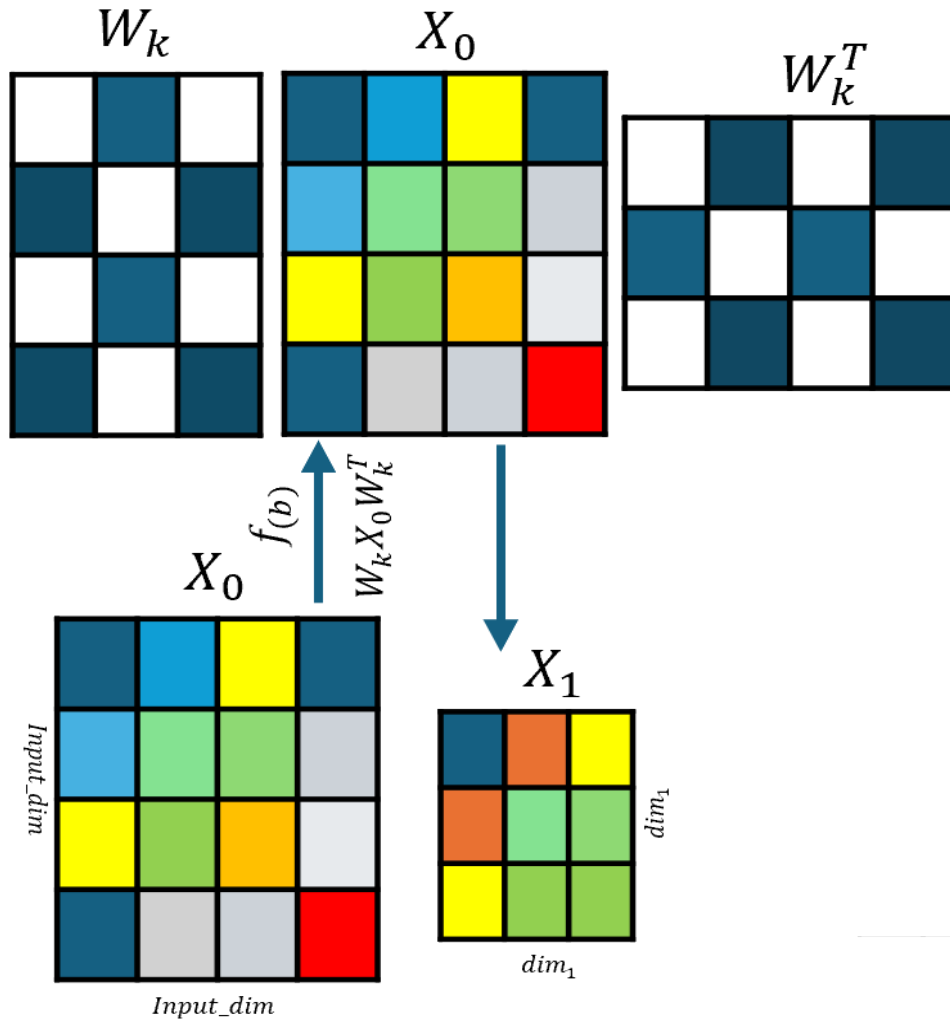 W_k
X_0
W_k^T
f_{(b)}
W_k X_0 W_k^T
X_0
Input_dim
Input_dim
X_1
dim_1
dim_1